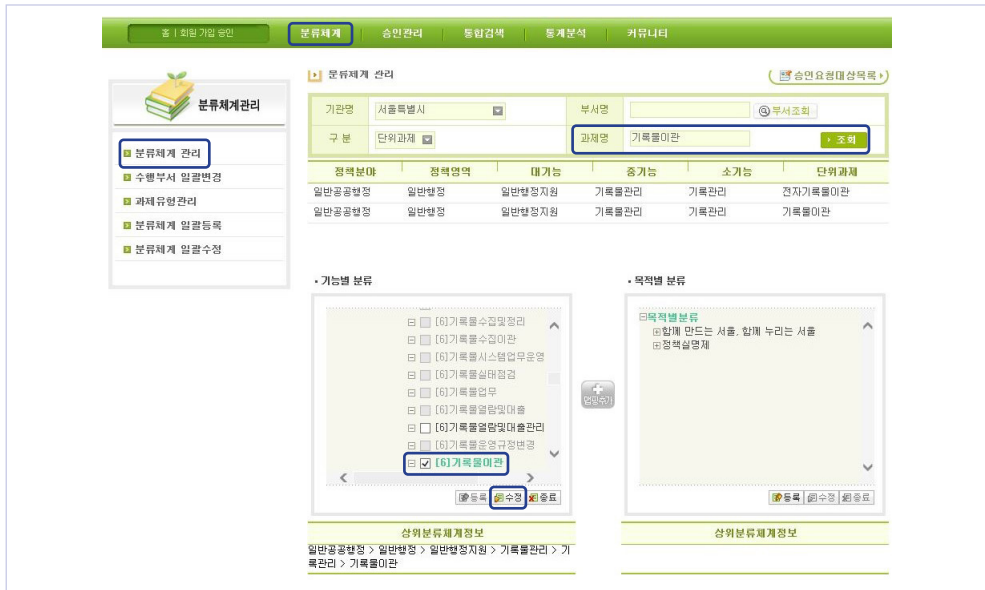 홈 | 회원 가입 승인 분류체계 승인관리 통합검색 통계분석 커뮤니티
분류체계관리
분류체계 관리
수행부서 일괄변경
과제유형관리
분류체계 일괄등록
분류체계 일괄수정
분류체계 관리 승인요청대상목록
기관명 서울특별시 부서명 부서조회
구 분 단위과제 과제명 기록물이관 조회
정책분야 정책영역 대기능 중기능 소기능 단위과제
일반공공행정 일반행정 일반행정지원 기록물관리 기록관리 전자기록물이관
일반공공행정 일반행정 일반행정지원 기록물관리 기록관리 기록물이관
• 기능별 분류
[6]기록물수집및정리
[6]기록물수집이관
[6]기록물시스템업무운영
[6]기록물실태점검
[6]기록물업무
[6]기록물열람및대출
[6]기록물열람및대출관리
[6]기록물운영규정변경
[6]기록물이관
등록 수정 종료
상위분류체계정보
일반공공행정 > 일반행정 > 일반행정지원 > 기록물관리 > 기
록관리 > 기록물이관
맵핑추가
• 목적별 분류
목적별분류
함께 만드는 서울, 함께 누리는 서울
정책실명제
등록 수정 종료
상위분류체계정보